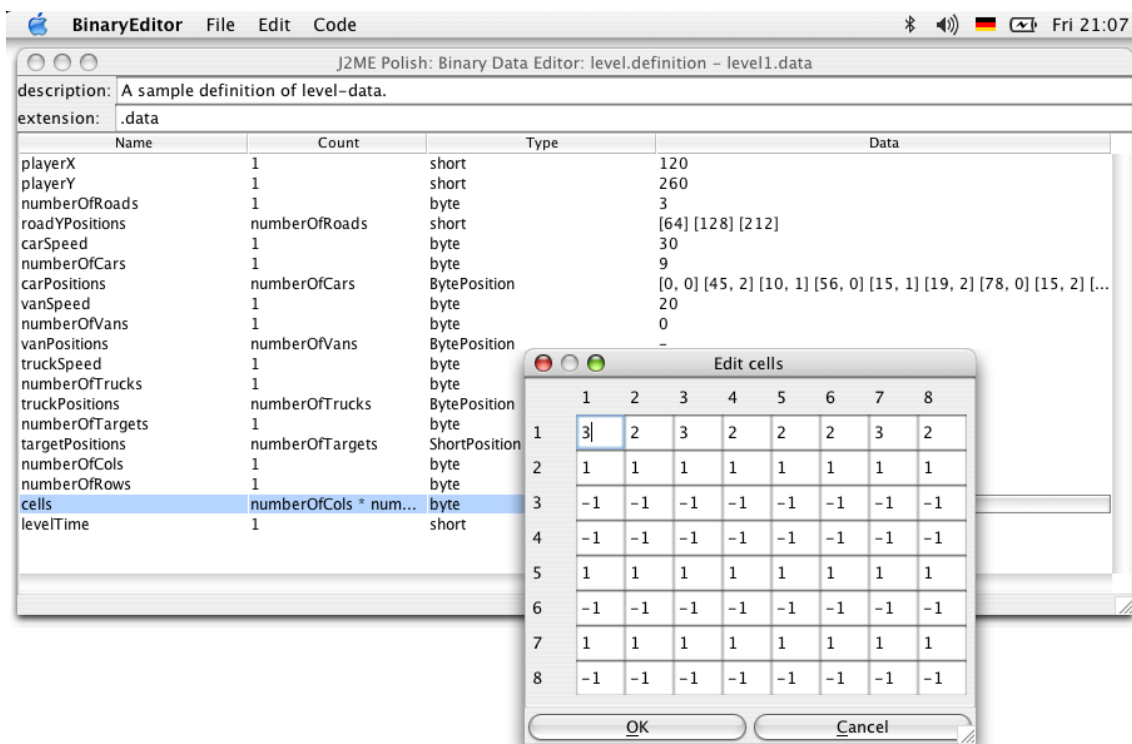 BinaryEditor File Edit Code Fri 21:07
J2ME Polish: Binary Data Editor: level.definition – level1.data
description: A sample definition of level-data.
extension: .data
Name Count Type Data
playerX 1 short 120
playerY 1 short 260
numberOfRoads 1 byte 3
roadYPositions numberOfRoads short [64] [128] [212]
carSpeed 1 byte 30
numberOfCars 1 byte 9
carPositions numberOfCars BytePosition [0, 0] [45, 2] [10, 1] [56, 0] [15, 1] [19, 2] [78, 0] [15, 2] [...
vanSpeed 1 byte 20
numberOfVans 1 byte 0
vanPositions numberOfVans BytePosition –
truckSpeed 1 byte
numberOfTrucks 1 byte
truckPositions numberOfTrucks BytePosition
numberOfTargets 1 byte
targetPositions numberOfTargets ShortPosition
numberOfCols 1 byte
numberOfRows 1 byte
cells numberOfCols * num... byte
levelTime 1 short
Edit cells
1 2 3 4 5 6 7 8
1 3 2 3 2 2 2 3 2
2 1 1 1 1 1 1 1 1
3 -1 -1 -1 -1 -1 -1 -1 -1
4 -1 -1 -1 -1 -1 -1 -1 -1
5 1 1 1 1 1 1 1 1
6 -1 -1 -1 -1 -1 -1 -1 -1
7 1 1 1 1 1 1 1 1
8 -1 -1 -1 -1 -1 -1 -1 -1
OK Cancel